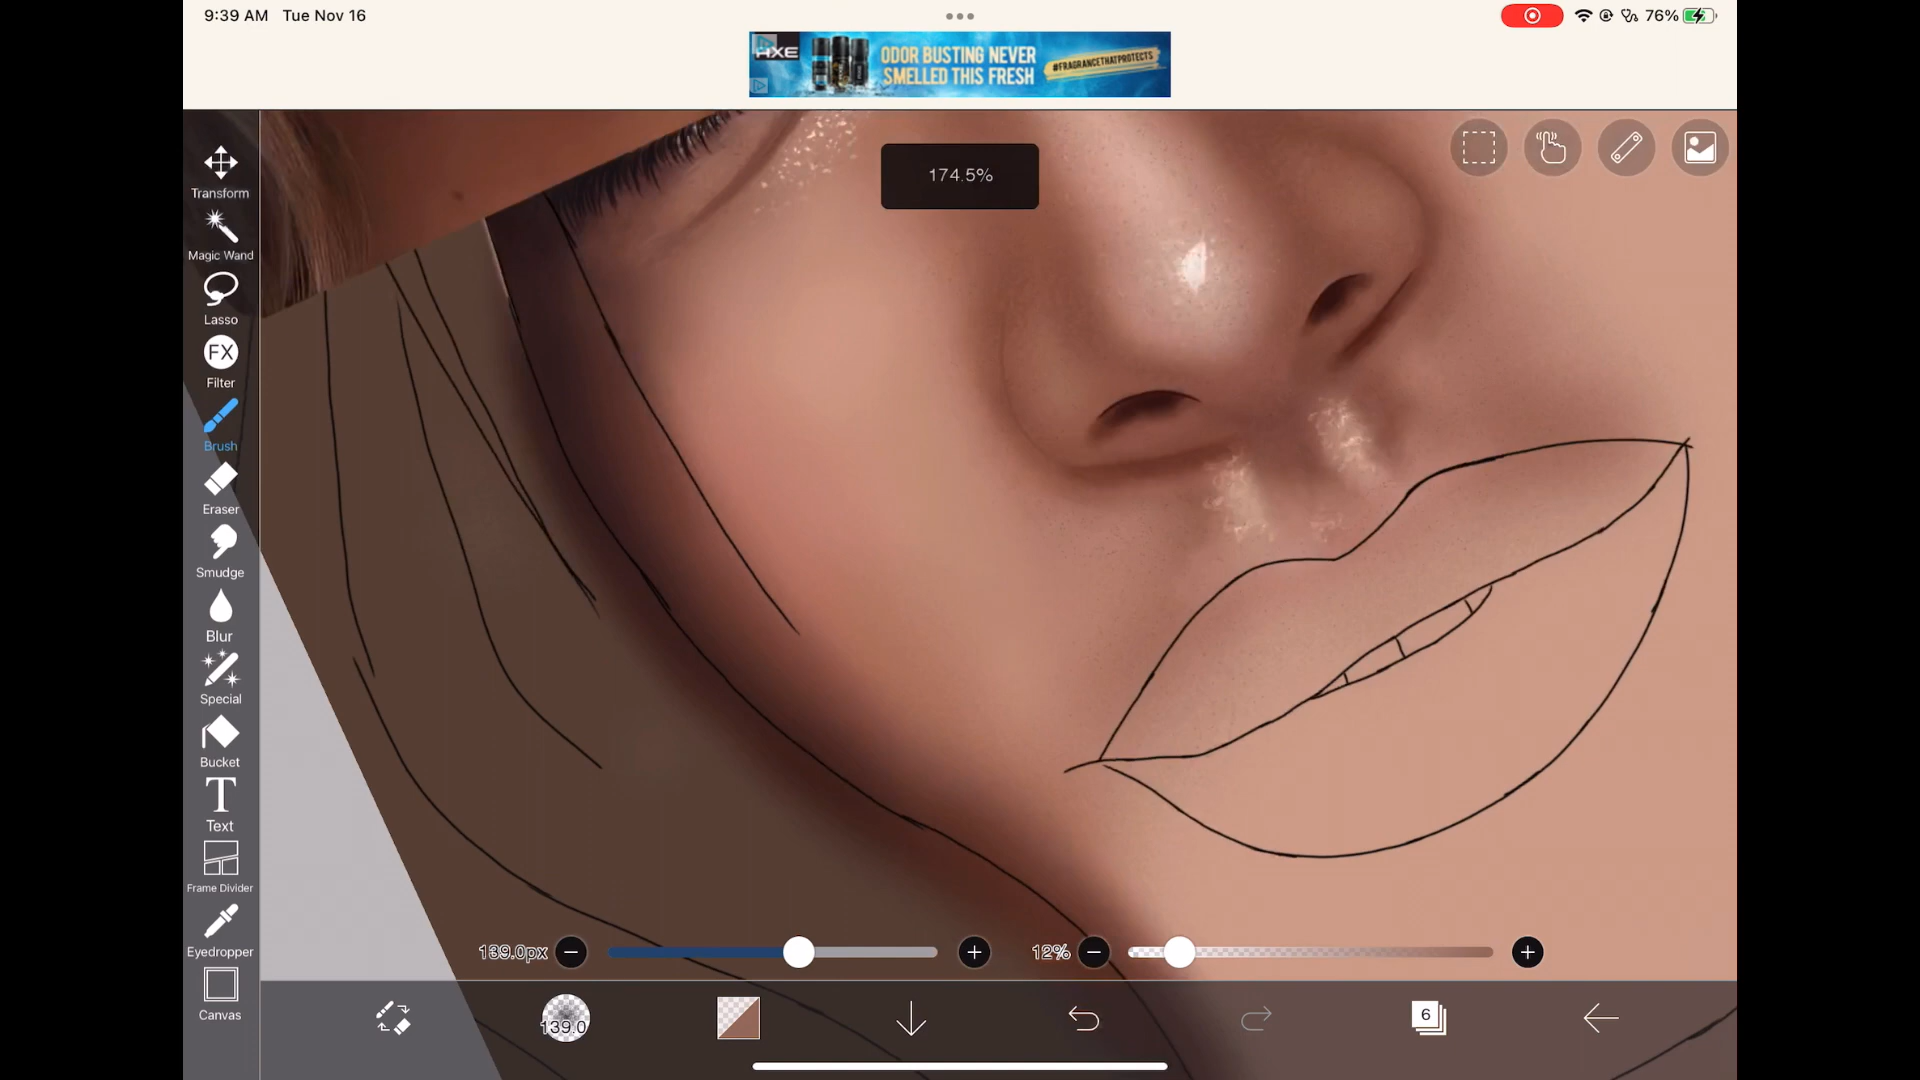 9:39 AM Tue Nov 16
76%
AXE
ODOR BUSTING NEVER
SMELLED THIS FRESH
#FRAGRANCETHATPROTECTS
174.5%
Transform
Magic Wand
Lasso
FX
Filter
Brush
Eraser
Smudge
Blur
Special
Bucket
T
Text
Frame Divider
Eyedropper
Canvas
139.0px
12%
139.0
6